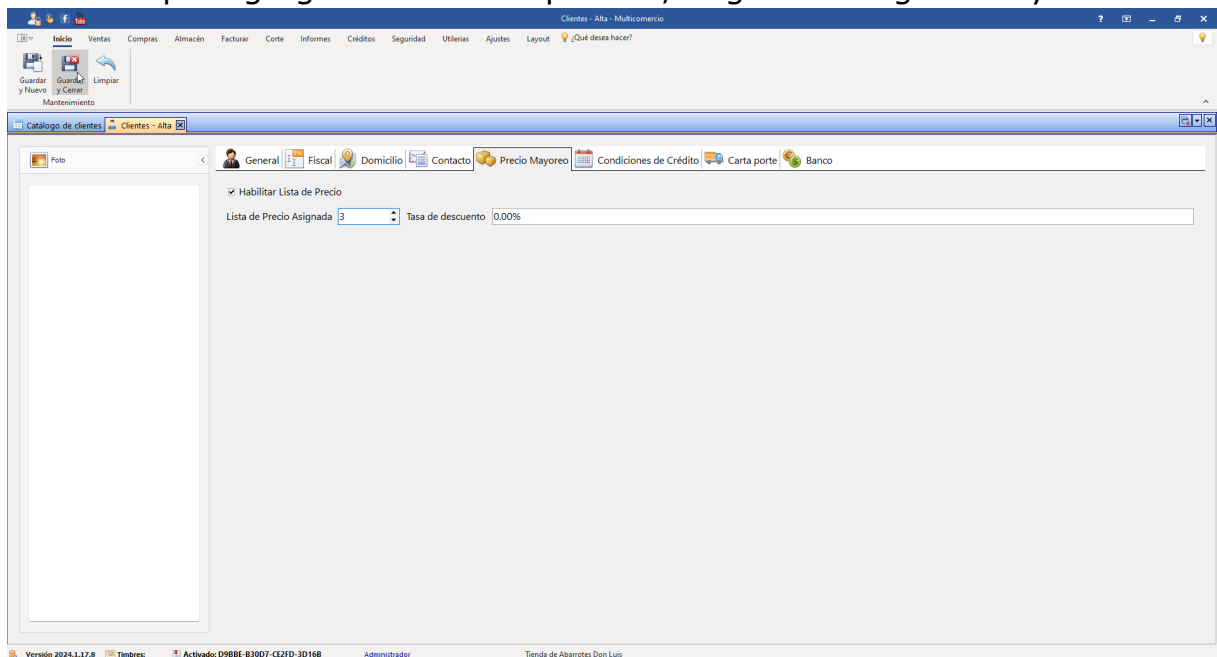 Clientes - Alta - Multicomercio
Inicio Ventas Compras Almacén Facturar Corte Informes Créditos Seguridad Utilerias Ajustes Layout ¿Qué desea hacer?
Guardar y Nuevo
Guardar y Cerrar
Limpiar
Mantenimiento
Catálogo de clientes Clientes - Alta
Foto
General Fiscal Domicilio Contacto Precio Mayoreo Condiciones de Crédito Carta porte Banco
Habilitar Lista de Precio
Lista de Precio Asignada 3 Tasa de descuento 0.00%
Versión 2024.1.17.8 Timbres: Activado: D9BBE-B30D7-CE2FD-3D16B Administrador Tienda de Abarrotes Don Luis